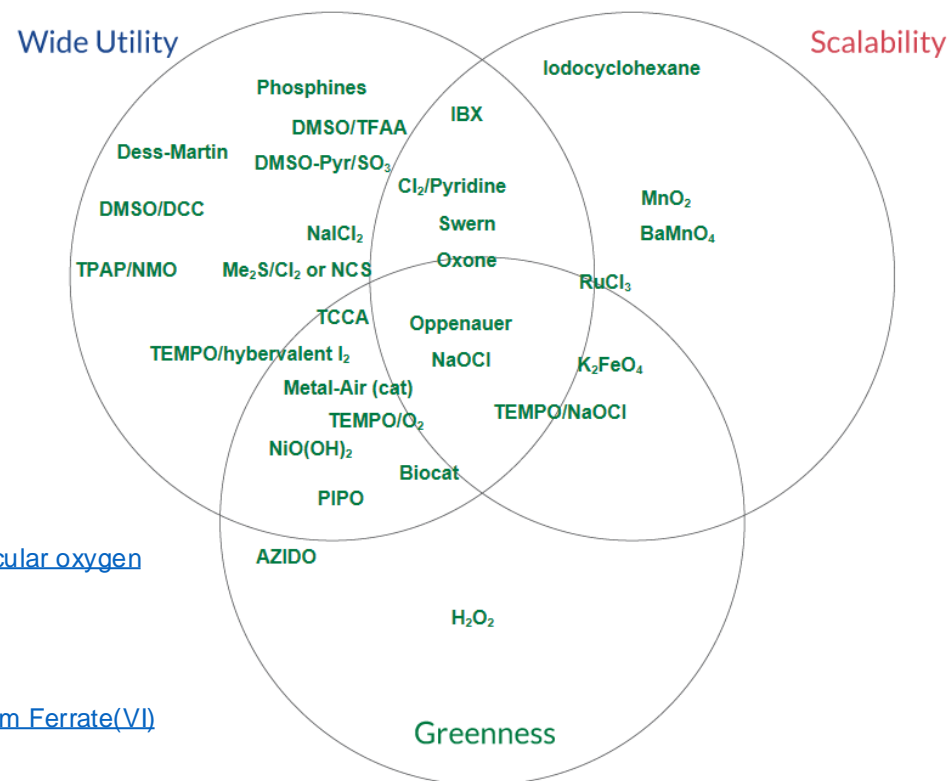 Wide Utility
Scalability
Iodocyclohexane
Phosphines
IBX
DMSO/TFAA
Dess-Martin
DMSO-Pyr/SO₃
Cl₂/Pyridine
MnO₂
DMSO/DCC
Swern
NaICl₂
BaMnO₄
Oxone
TPAP/NMO
Me₂S/Cl₂ or NCS
RuCl₃
TCCA
Oppenauer
TEMPO/hybervalent I₂
NaOCl
K₂FeO₄
Metal-Air (cat)
TEMPO/NaOCl
TEMPO/O₂
NiO(OH)₂
Biocat
PIPO
cular oxygen
AZIDO
H₂O₂
m Ferrate(VI)
Greenness